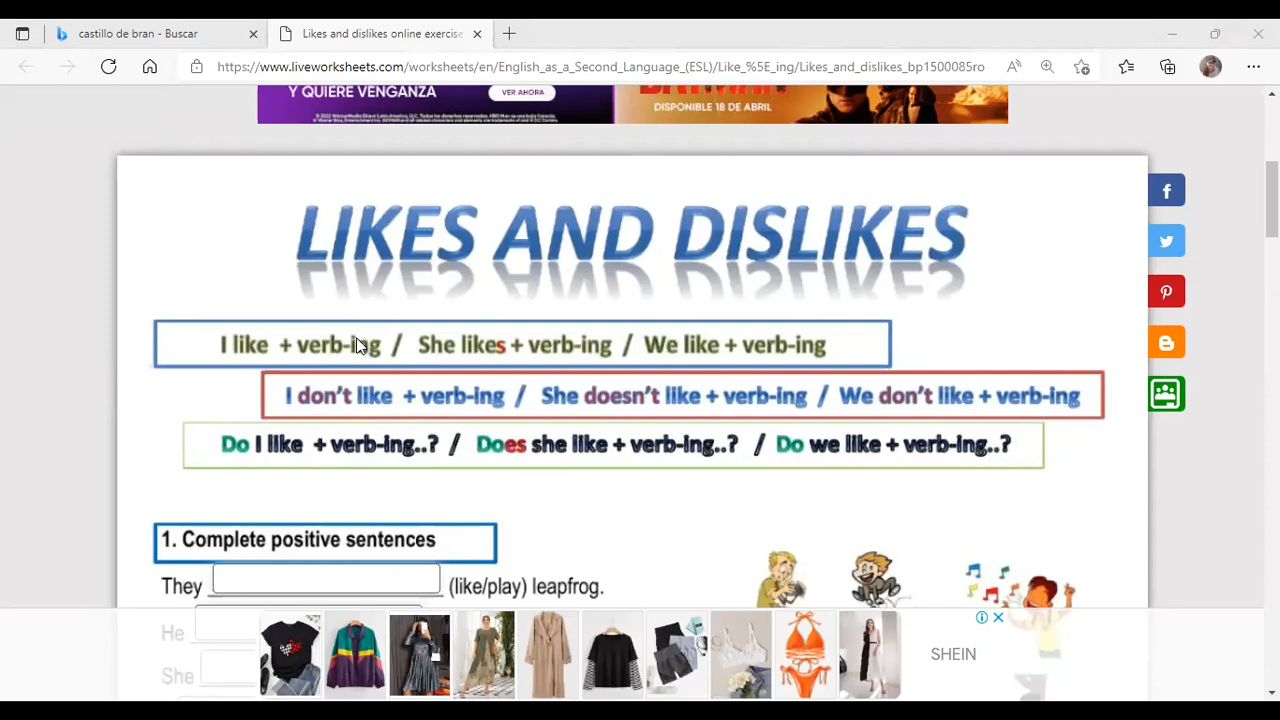 castillo de bran - Buscar
Likes and dislikes online exercise
https://www.liveworksheets.com/worksheets/en/English_as_a_Second_Language_(ESL)/Like_%5E_ing/Likes_and_dislikes_bp1500085ro
Y QUIERE VENGANZA
VER AHORA
DISPONIBLE 18 DE ABRIL
LIKES AND DISLIKES
I like + verb-ing / She likes + verb-ing / We like + verb-ing
I don't like + verb-ing / She doesn't like + verb-ing / We don't like + verb-ing
Do I like + verb-ing..? / Does she like + verb-ing..? / Do we like + verb-ing..?
1. Complete positive sentences
They (like/play) leapfrog.
He
She
SHEIN